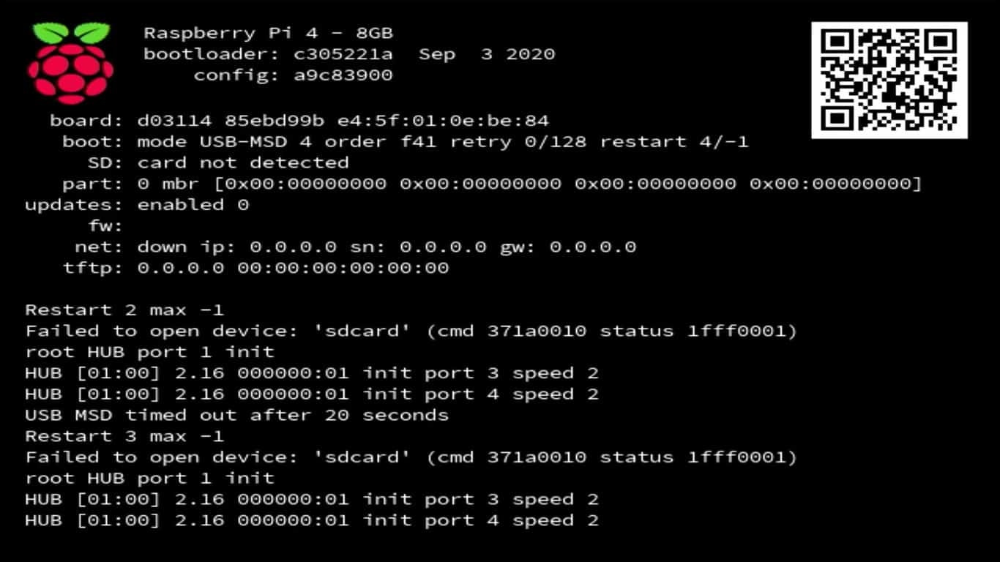 Raspberry Pi 4 - 8GB
bootloader: c305221a Sep 3 2020
config: a9c83900
board: d03114 85ebd99b e4:5f:01:0e:be:84
boot: mode USB-MSD 4 order f41 retry 0/128 restart 4/-1
SD: card not detected
part: 0 mbr [0x00:00000000 0x00:00000000 0x00:00000000 0x00:00000000]
updates: enabled 0
fw:
net: down ip: 0.0.0.0 sn: 0.0.0.0 gw: 0.0.0.0
tftp: 0.0.0.0 00:00:00:00:00:00
Restart 2 max -1
Failed to open device: 'sdcard' (cmd 371a0010 status 1fff0001)
root HUB port 1 init
HUB [01:00] 2.16 000000:01 init port 3 speed 2
HUB [01:00] 2.16 000000:01 init port 4 speed 2
USB MSD timed out after 20 seconds
Restart 3 max -1
Failed to open device: 'sdcard' (cmd 371a0010 status 1fff0001)
root HUB port 1 init
HUB [01:00] 2.16 000000:01 init port 3 speed 2
HUB [01:00] 2.16 000000:01 init port 4 speed 2